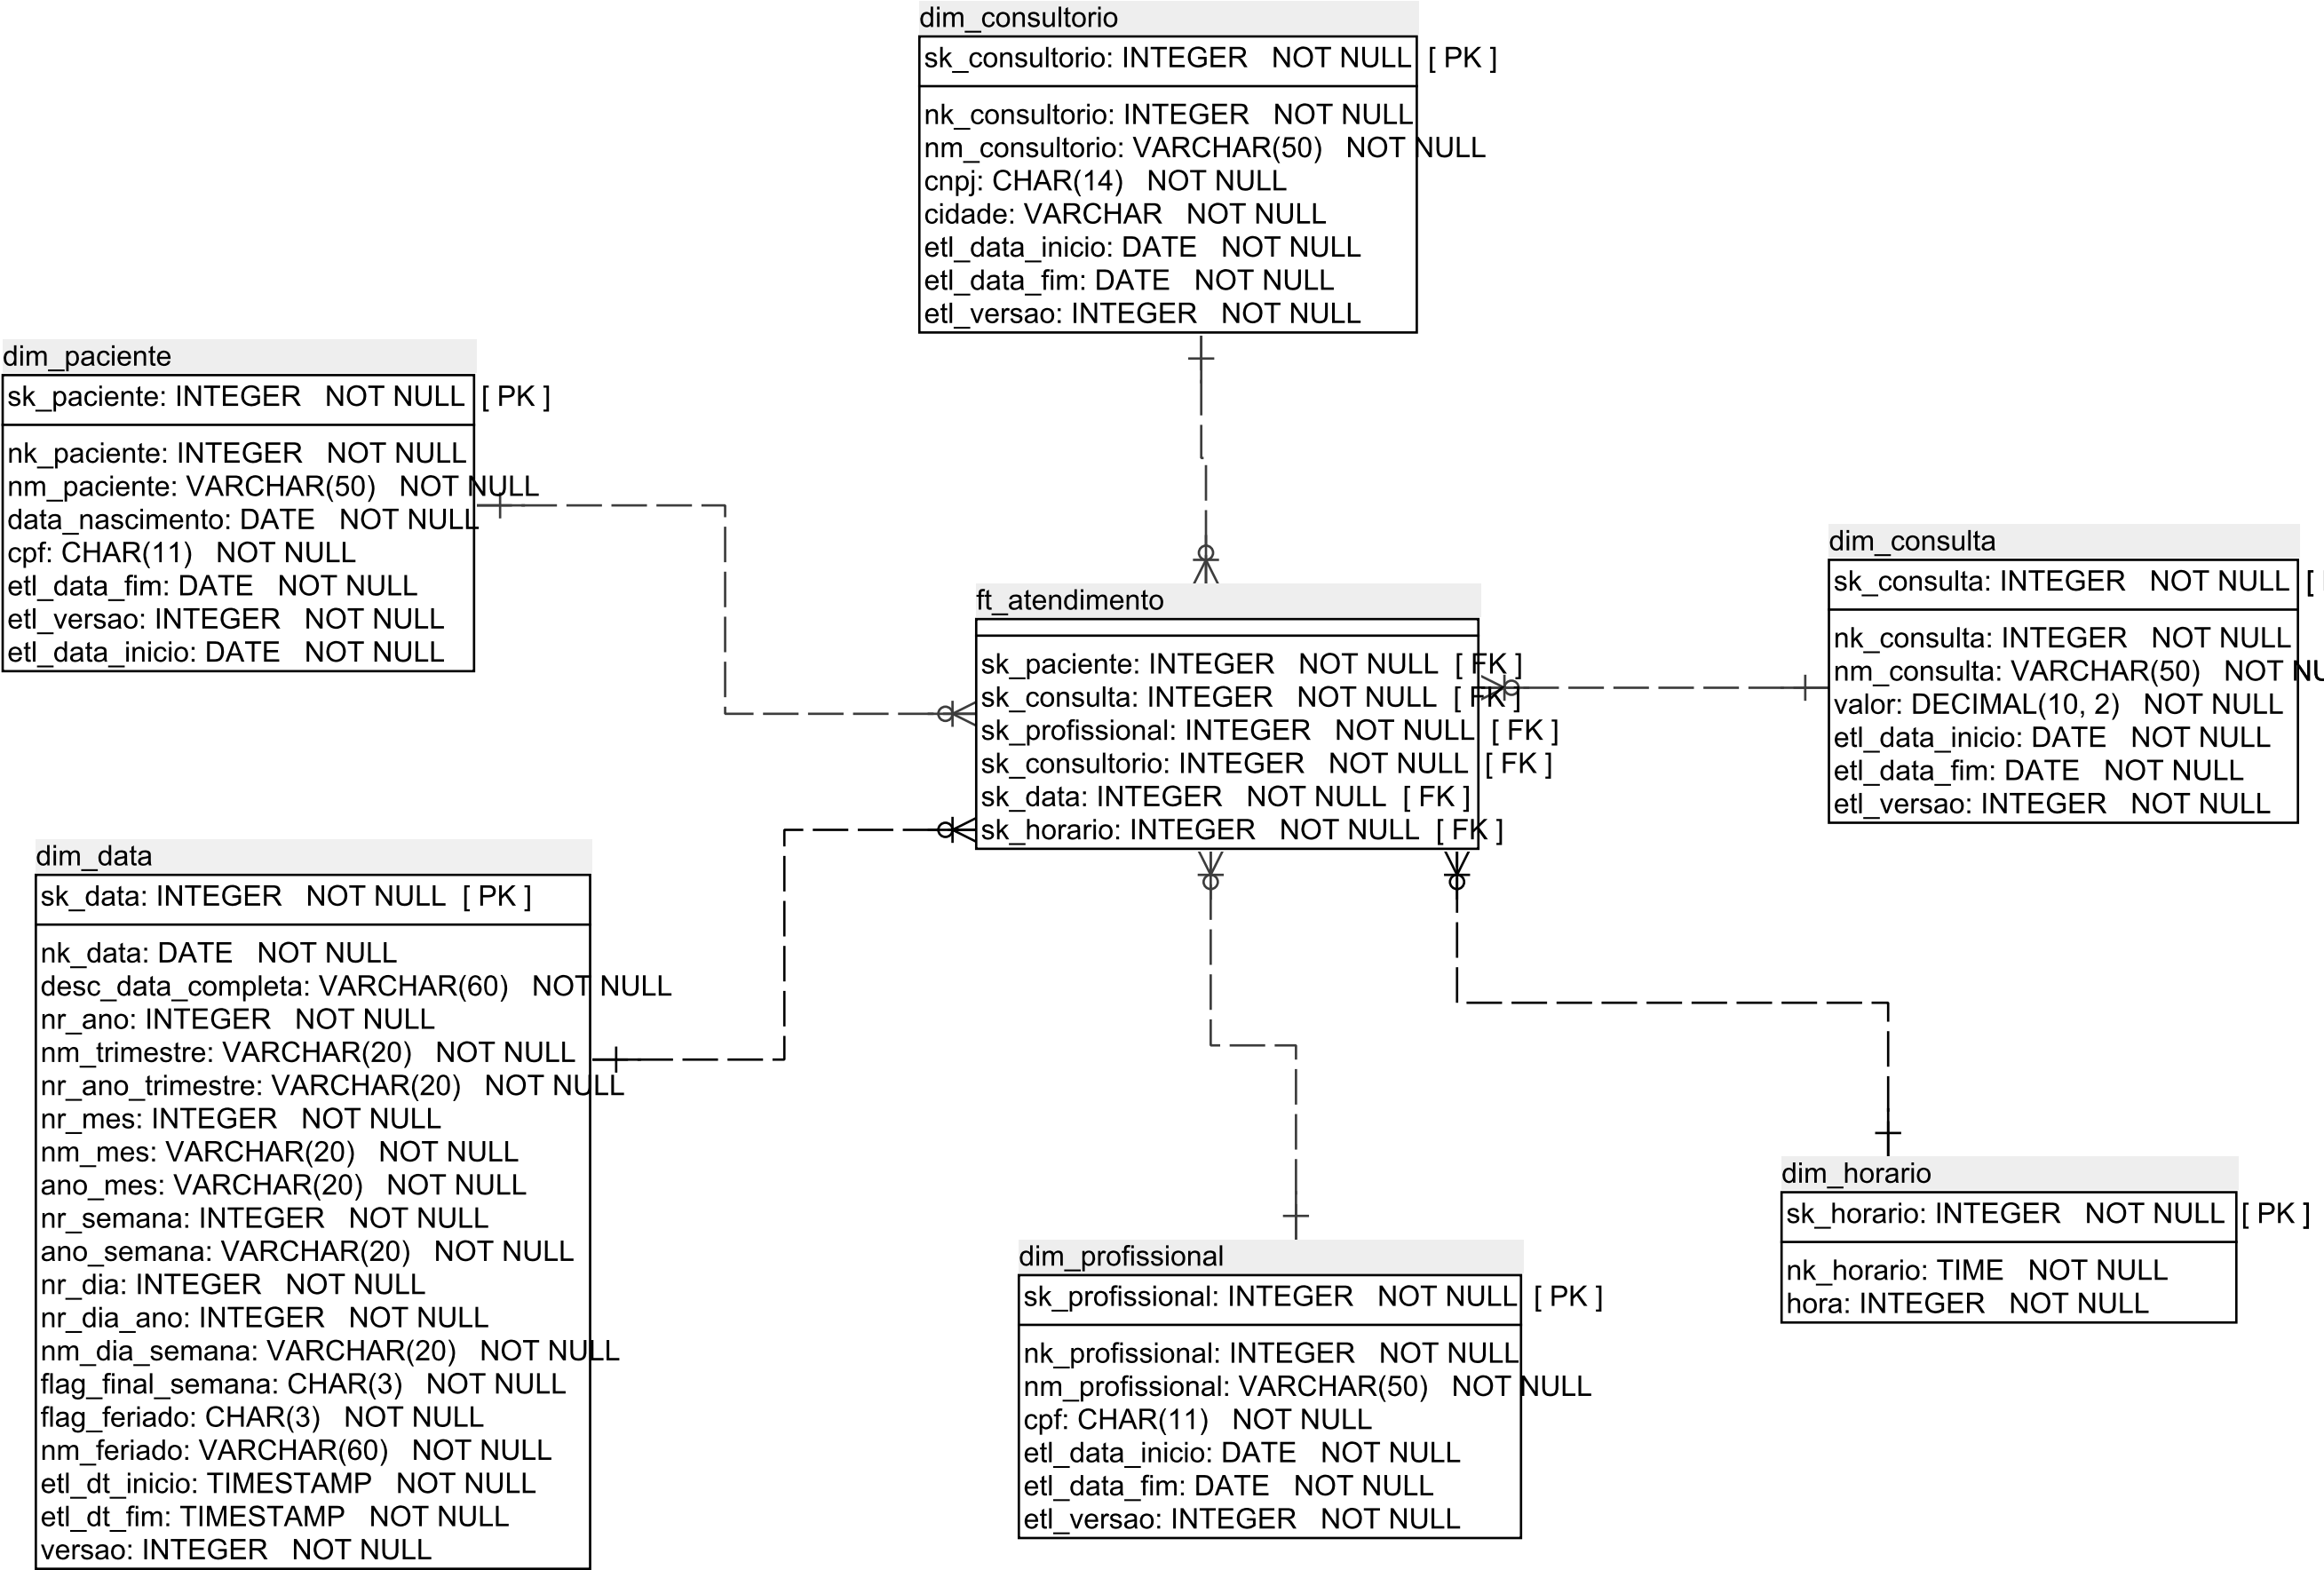 dim_consultorio
sk_consultorio: INTEGER NOT NULL [ PK ]
nk_consultorio: INTEGER NOT NULL
nm_consultorio: VARCHAR(50) NOT NULL
cnpj: CHAR(14) NOT NULL
cidade: VARCHAR NOT NULL
etl_data_inicio: DATE NOT NULL
etl_data_fim: DATE NOT NULL
etl_versao: INTEGER NOT NULL
dim_paciente
sk_paciente: INTEGER NOT NULL [ PK ]
nk_paciente: INTEGER NOT NULL
nm_paciente: VARCHAR(50) NOT NULL
data_nascimento: DATE NOT NULL
cpf: CHAR(11) NOT NULL
etl_data_fim: DATE NOT NULL
etl_versao: INTEGER NOT NULL
etl_data_inicio: DATE NOT NULL
dim_consulta
sk_consulta: INTEGER NOT NULL [
nk_consulta: INTEGER NOT NULL
nm_consulta: VARCHAR(50) NOT
valor: DECIMAL(10, 2) NOT NULL
etl_data_inicio: DATE NOT NULL
etl_data_fim: DATE NOT NULL
etl_versao: INTEGER NOT NULL
ft_atendimento
sk_paciente: INTEGER NOT NULL [ FK ]
sk_consulta: INTEGER NOT NULL [ FK ]
sk_profissional: INTEGER NOT NULL [ FK ]
sk_consultorio: INTEGER NOT NULL [ FK ]
sk_data: INTEGER NOT NULL [ FK ]
sk_horario: INTEGER NOT NULL [ FK ]
dim_data
sk_data: INTEGER NOT NULL [ PK ]
nk_data: DATE NOT NULL
desc_data_completa: VARCHAR(60) NOT NULL
nr_ano: INTEGER NOT NULL
nm_trimestre: VARCHAR(20) NOT NULL
nr_ano_trimestre: VARCHAR(20) NOT NULL
nr_mes: INTEGER NOT NULL
nm_mes: VARCHAR(20) NOT NULL
ano_mes: VARCHAR(20) NOT NULL
nr_semana: INTEGER NOT NULL
ano_semana: VARCHAR(20) NOT NULL
nr_dia: INTEGER NOT NULL
nr_dia_ano: INTEGER NOT NULL
nm_dia_semana: VARCHAR(20) NOT NULL
flag_final_semana: CHAR(3) NOT NULL
flag_feriado: CHAR(3) NOT NULL
nm_feriado: VARCHAR(60) NOT NULL
etl_dt_inicio: TIMESTAMP NOT NULL
etl_dt_fim: TIMESTAMP NOT NULL
versao: INTEGER NOT NULL
dim_profissional
sk_profissional: INTEGER NOT NULL [ PK ]
nk_profissional: INTEGER NOT NULL
nm_profissional: VARCHAR(50) NOT NULL
cpf: CHAR(11) NOT NULL
etl_data_inicio: DATE NOT NULL
etl_data_fim: DATE NOT NULL
etl_versao: INTEGER NOT NULL
dim_horario
sk_horario: INTEGER NOT NULL [ PK ]
nk_horario: TIME NOT NULL
hora: INTEGER NOT NULL